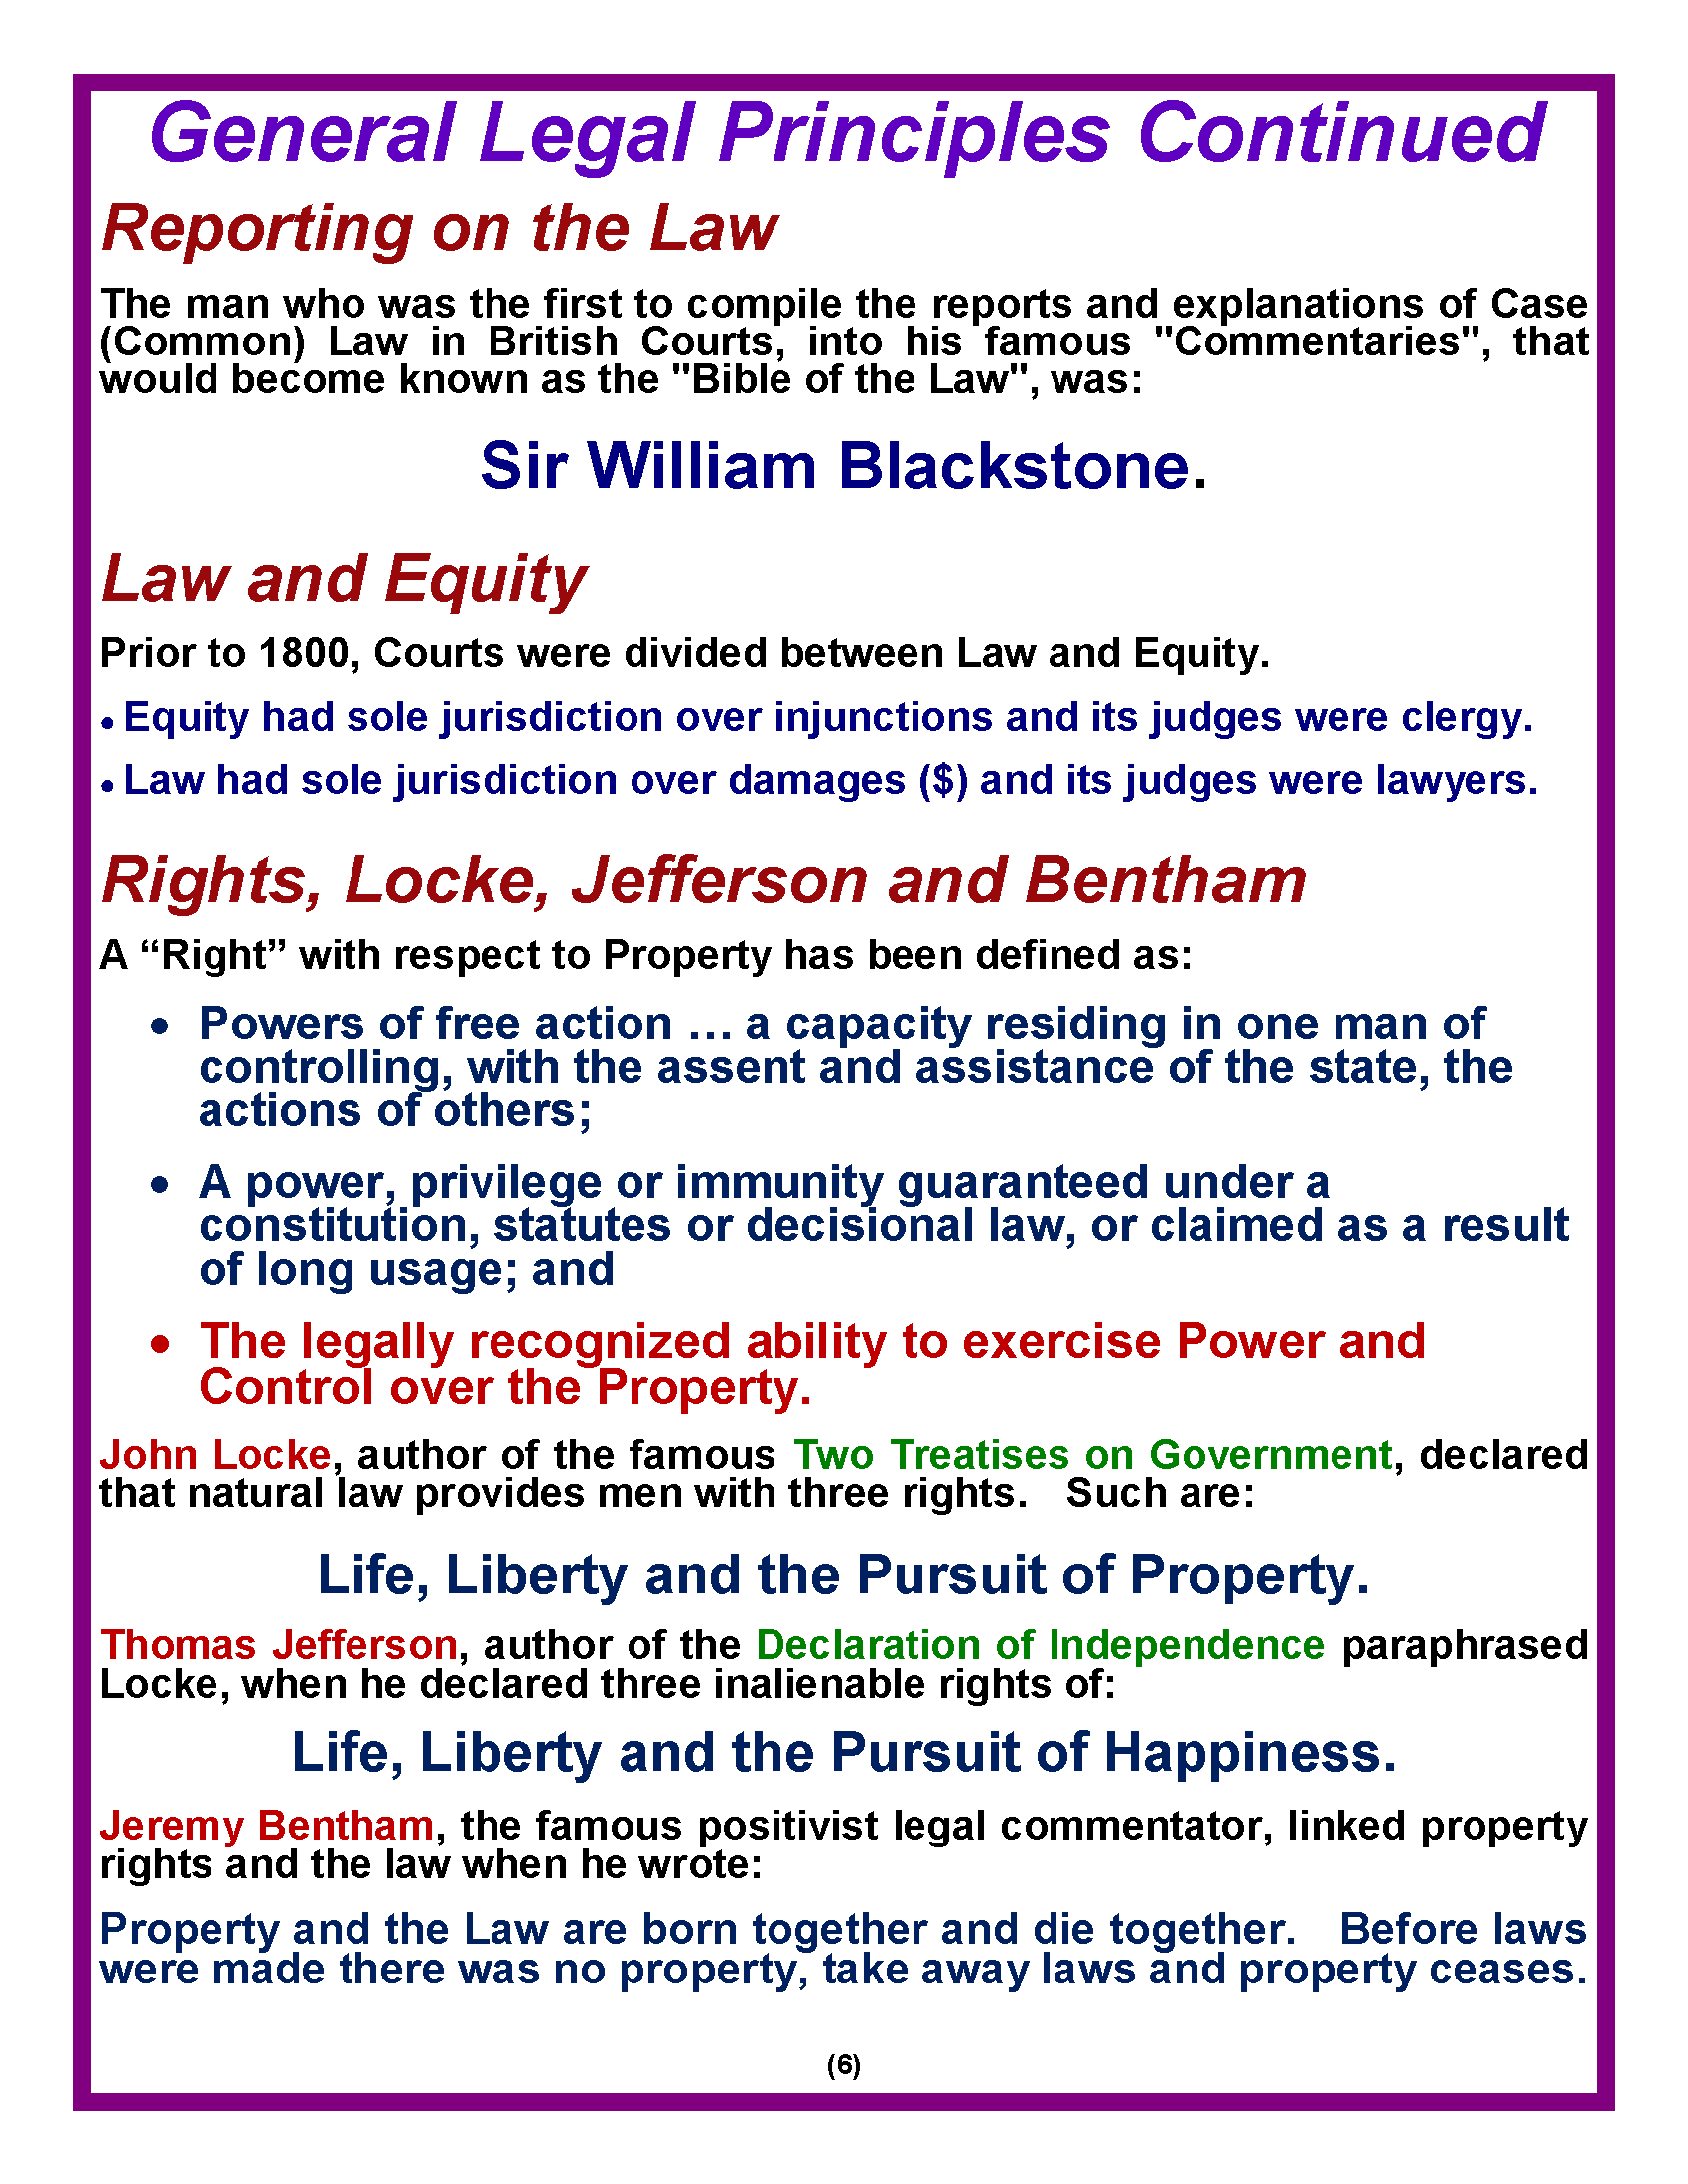 General Legal Principles Continued
Reporting on the Law
The man who was the first to compile the reports and explanations of Case
(Common) Law in British Courts, into his famous "Commentaries", that
would become known as the "Bible of the Law", was:
Sir William Blackstone.
Law and Equity
Prior to 1800, Courts were divided between Law and Equity.
• Equity had sole jurisdiction over injunctions and its judges were clergy.
• Law had sole jurisdiction over damages ($) and its judges were lawyers.
Rights, Locke, Jefferson and Bentham
A “Right” with respect to Property has been defined as:
• Powers of free action … a capacity residing in one man of
controlling, with the assent and assistance of the state, the
actions of others;
• A power, privilege or immunity guaranteed under a
constitution, statutes or decisional law, or claimed as a result
of long usage; and
• The legally recognized ability to exercise Power and
Control over the Property.
John Locke, author of the famous Two Treatises on Government, declared
that natural law provides men with three rights. Such are:
Life, Liberty and the Pursuit of Property.
Thomas Jefferson, author of the Declaration of Independence paraphrased
Locke, when he declared three inalienable rights of:
Life, Liberty and the Pursuit of Happiness.
Jeremy Bentham, the famous positivist legal commentator, linked property
rights and the law when he wrote:
Property and the Law are born together and die together. Before laws
were made there was no property, take away laws and property ceases.
(6)